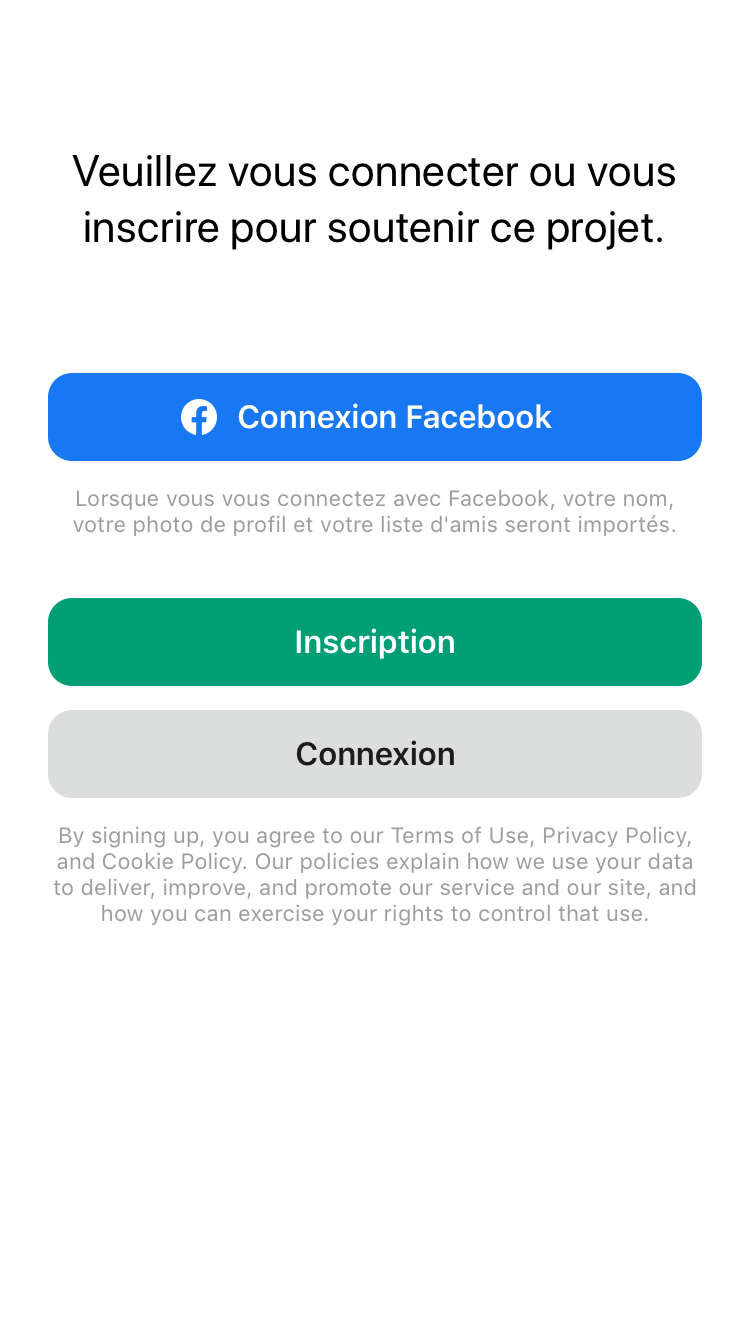 Veuillez vous connecter ou vous
inscrire pour soutenir ce projet.
Connexion Facebook
Lorsque vous vous connectez avec Facebook, votre nom,
votre photo de profil et votre liste d'amis seront importés.
Inscription
Connexion
By signing up, you agree to our Terms of Use, Privacy Policy,
and Cookie Policy. Our policies explain how we use your data
to deliver, improve, and promote our service and our site, and
how you can exercise your rights to control that use.